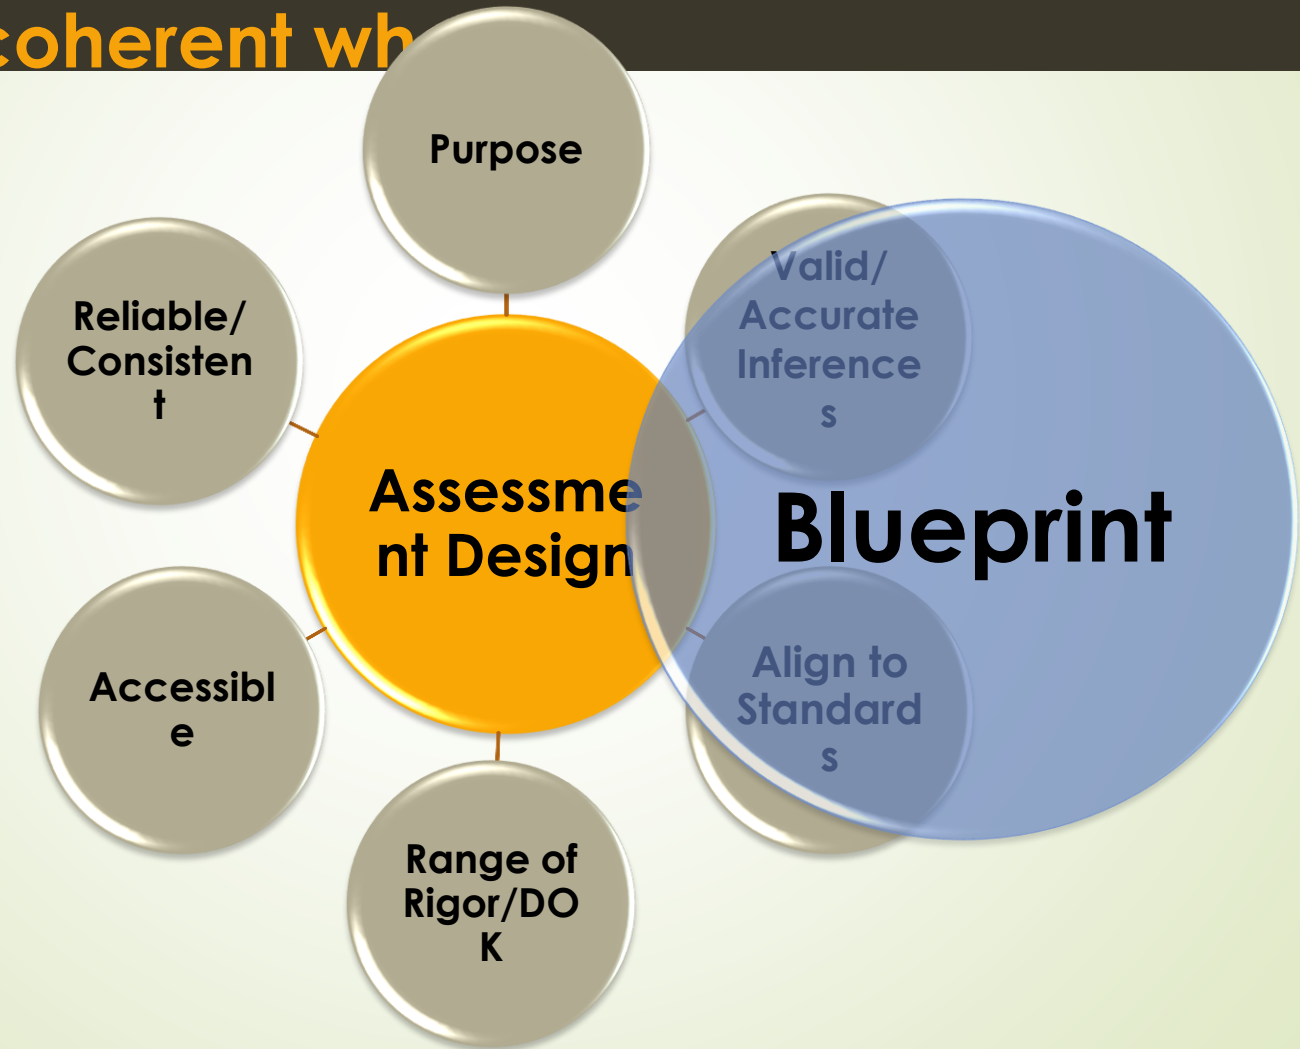 coherent wh
Purpose
Valid/
Accurate
Inference
s
Reliable/
Consisten
t
Assessme
nt Design
Blueprint
Accessibl
e
Align to
Standard
s
Range of
Rigor/DO
K